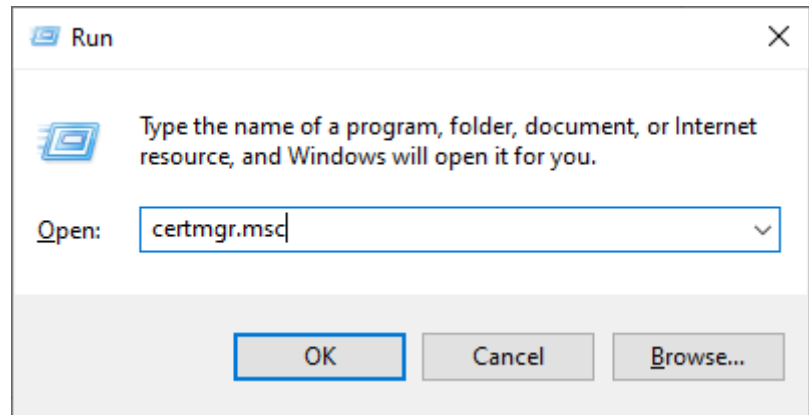 Run
Type the name of a program, folder, document, or Internet
resource, and Windows will open it for you.
Open: certmgr.msc
OK Cancel Browse...